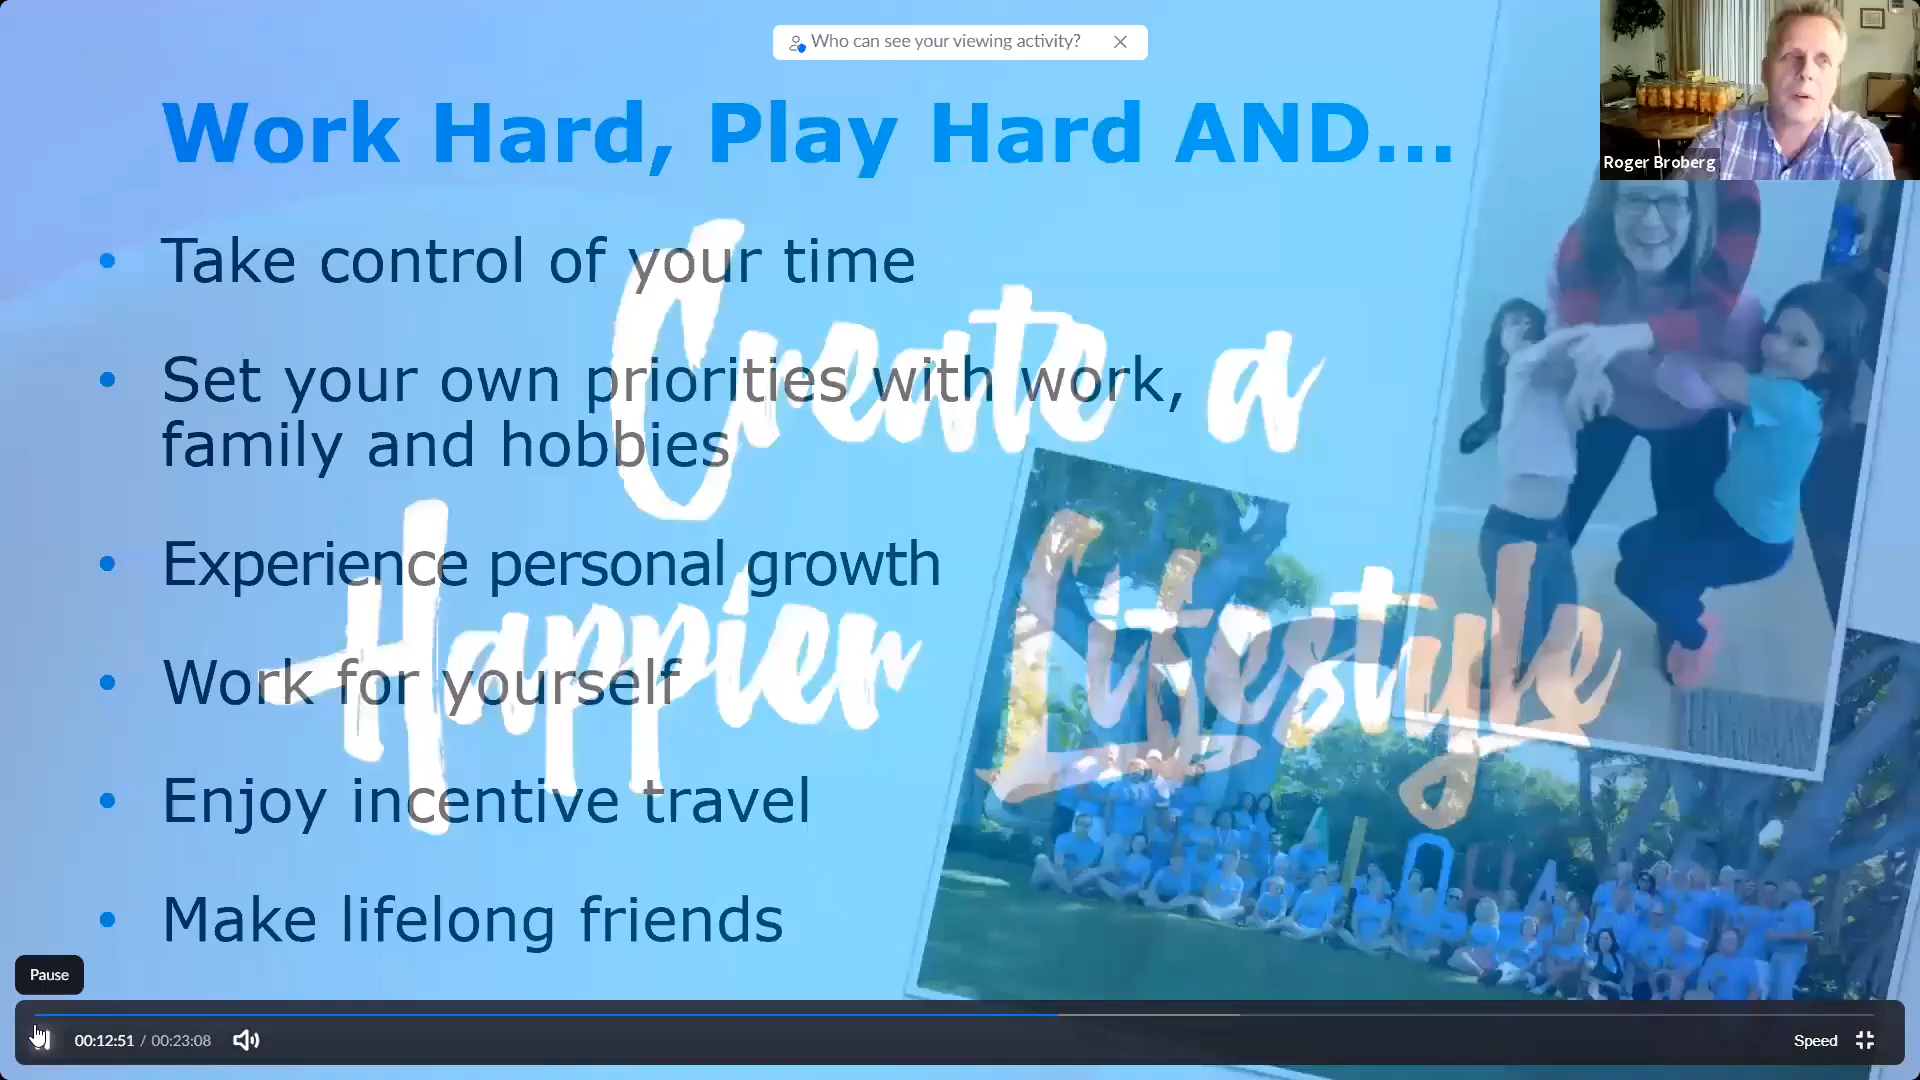 Who can see your viewing activity?
Work Hard, Play Hard AND...
Roger Broberg
• Take control of your time
• Set your own priorities with work,
family and hobbies
• Experience personal growth
• Work for yourself
• Enjoy incentive travel
• Make lifelong friends
Create a
Happier Lifestyle
Pause
00:12:51 / 00:23:08
Speed